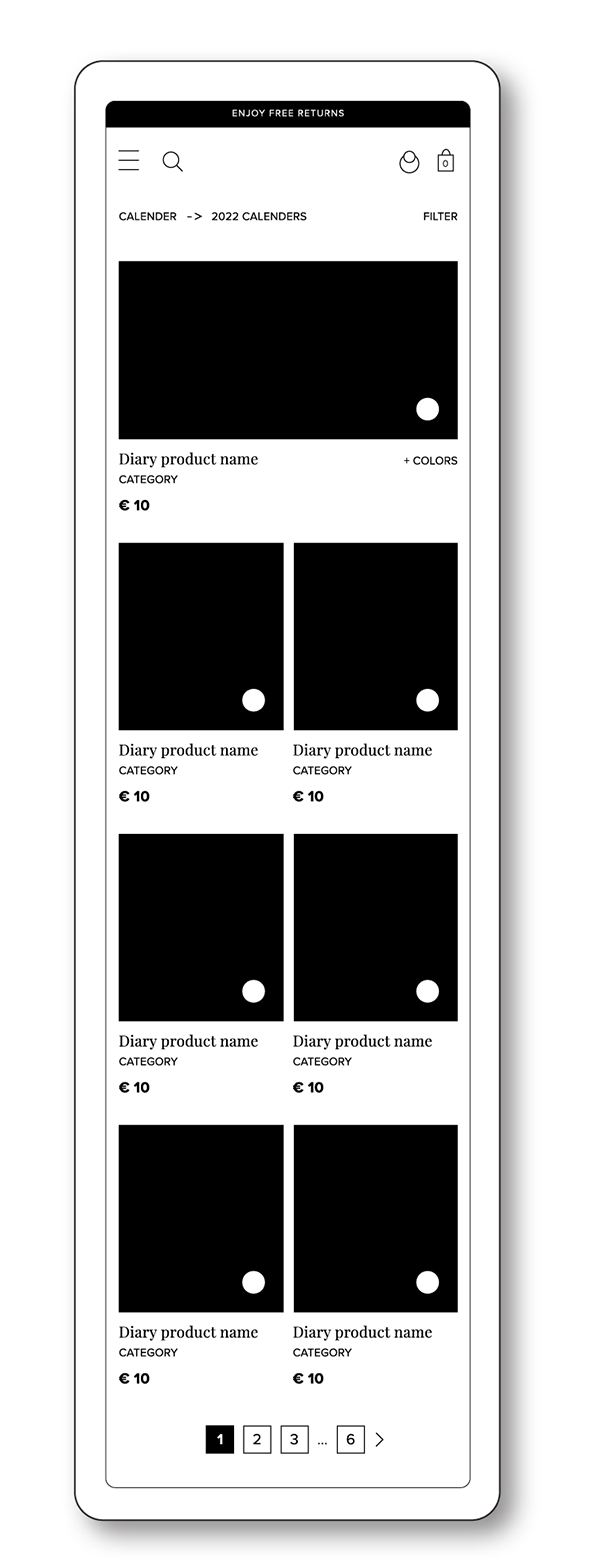 ENJOY FREE RETURNS
0
CALENDER -> 2022 CALENDERS FILTER
Diary product name + COLORS
CATEGORY
€ 10
Diary product name Diary product name
CATEGORY CATEGORY
€ 10 € 10
Diary product name Diary product name
CATEGORY CATEGORY
€ 10 € 10
Diary product name Diary product name
CATEGORY CATEGORY
€ 10 € 10
1 2 3 ... 6 >